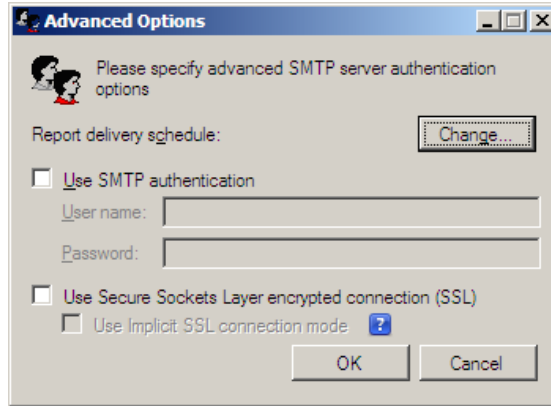 Advanced Options
Please specify advanced SMTP server authentication
options
Report delivery schedule:
Change...
Use SMTP authentication
User name:
Password:
Use Secure Sockets Layer encrypted connection (SSL)
Use Implicit SSL connection mode ?
OK Cancel